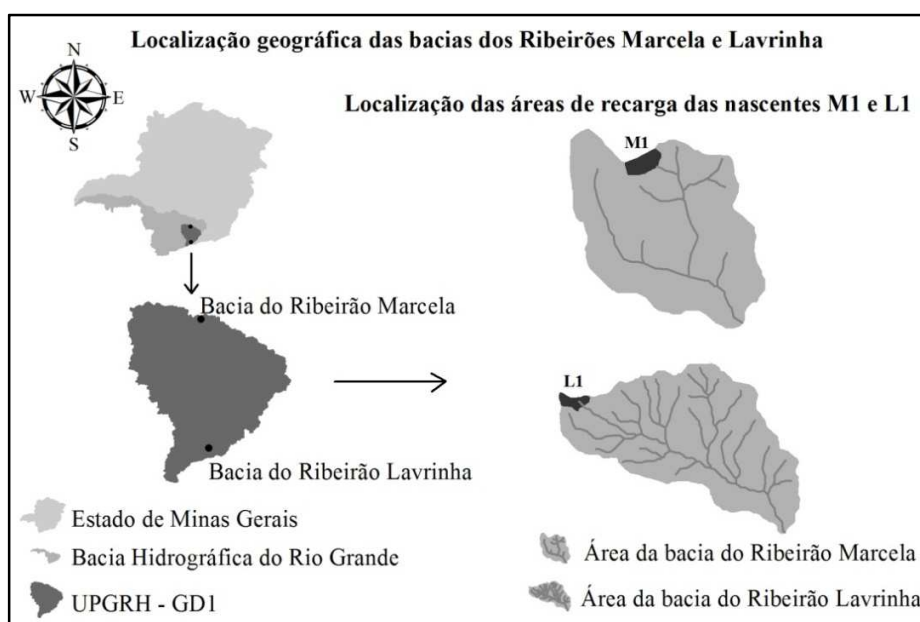 Localização geográfica das bacias dos Ribeirões Marcela e Lavrinha
N
W
E
S
Localização das áreas de recarga das nascentes M1 e L1
M1
Bacia do Ribeirão Marcela
L1
Bacia do Ribeirão Lavrinha
Estado de Minas Gerais
Bacia Hidrográfica do Rio Grande
UPGRH - GD1
Área da bacia do Ribeirão Marcela
Área da bacia do Ribeirão Lavrinha